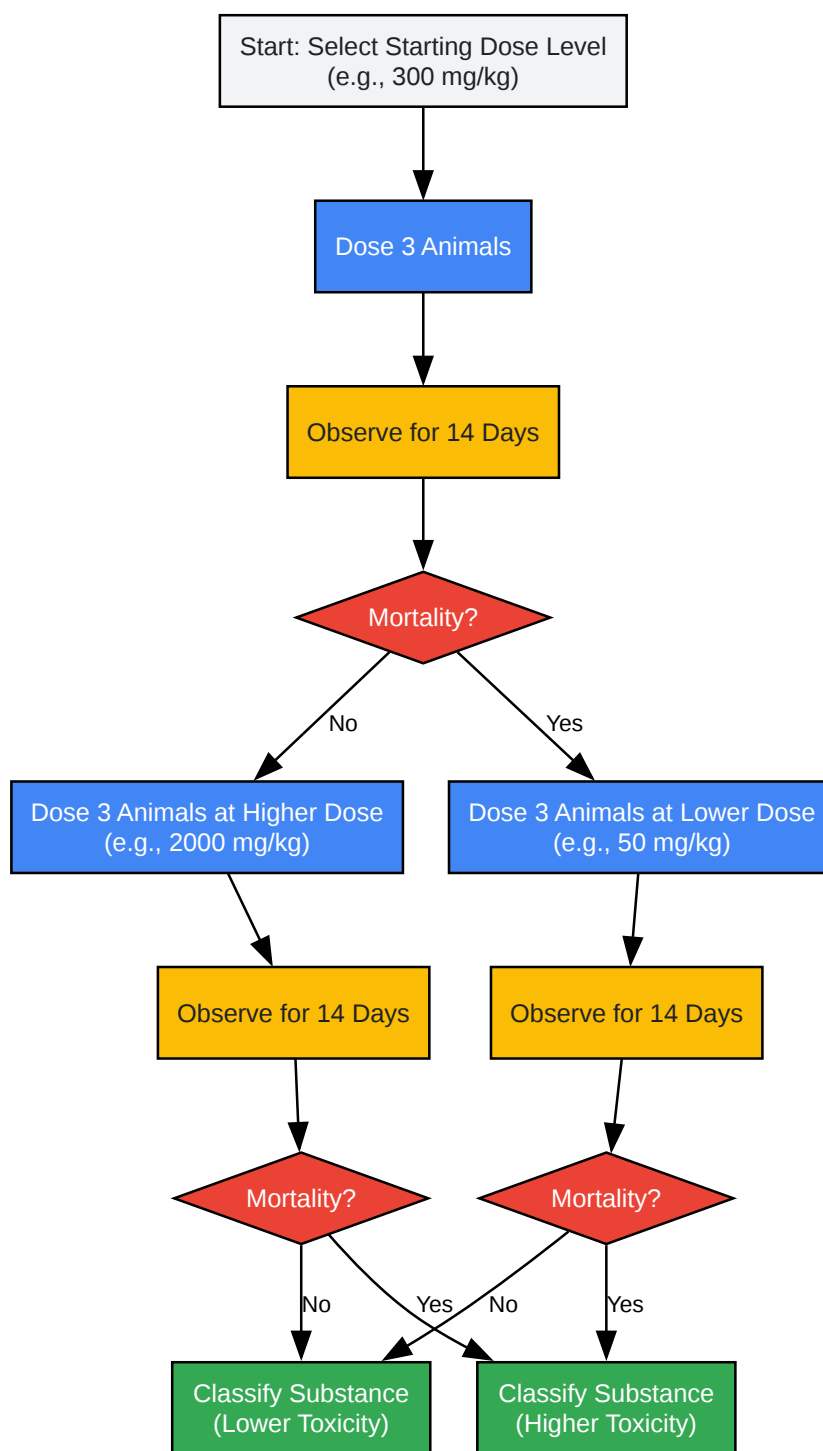 Start: Select Starting Dose Level
(e.g., 300 mg/kg)
Dose 3 Animals
Observe for 14 Days
Mortality?
No
Yes
Dose 3 Animals at Higher Dose
(e.g., 2000 mg/kg)
Dose 3 Animals at Lower Dose
(e.g., 50 mg/kg)
Observe for 14 Days
Observe for 14 Days
Mortality?
Mortality?
No
Yes
No
Yes
Classify Substance
(Lower Toxicity)
Classify Substance
(Higher Toxicity)